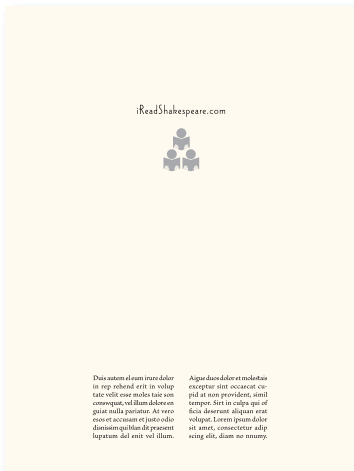 iReadShakespeare.com
Duis autem el eum irure dolor
in rep rehend erit in volup
tate velit esse moles taie son
conswquat, vel illum dolore en
guiat nulla pariatur. At vero
esos et accusam et justo odio
dignissim qui blan dit praesent
lupatum del enit vel illum.
Aigue duos dolor et molestais
exceptur sint occaecat cu-
pid at non provident, simil
tempor. Sirt in culpa qui of
ficia deserunt aliquan erat
volupat. Lorem ipsum dolor
sit amet, consectetur adip
scing elit, diam no nnumy.